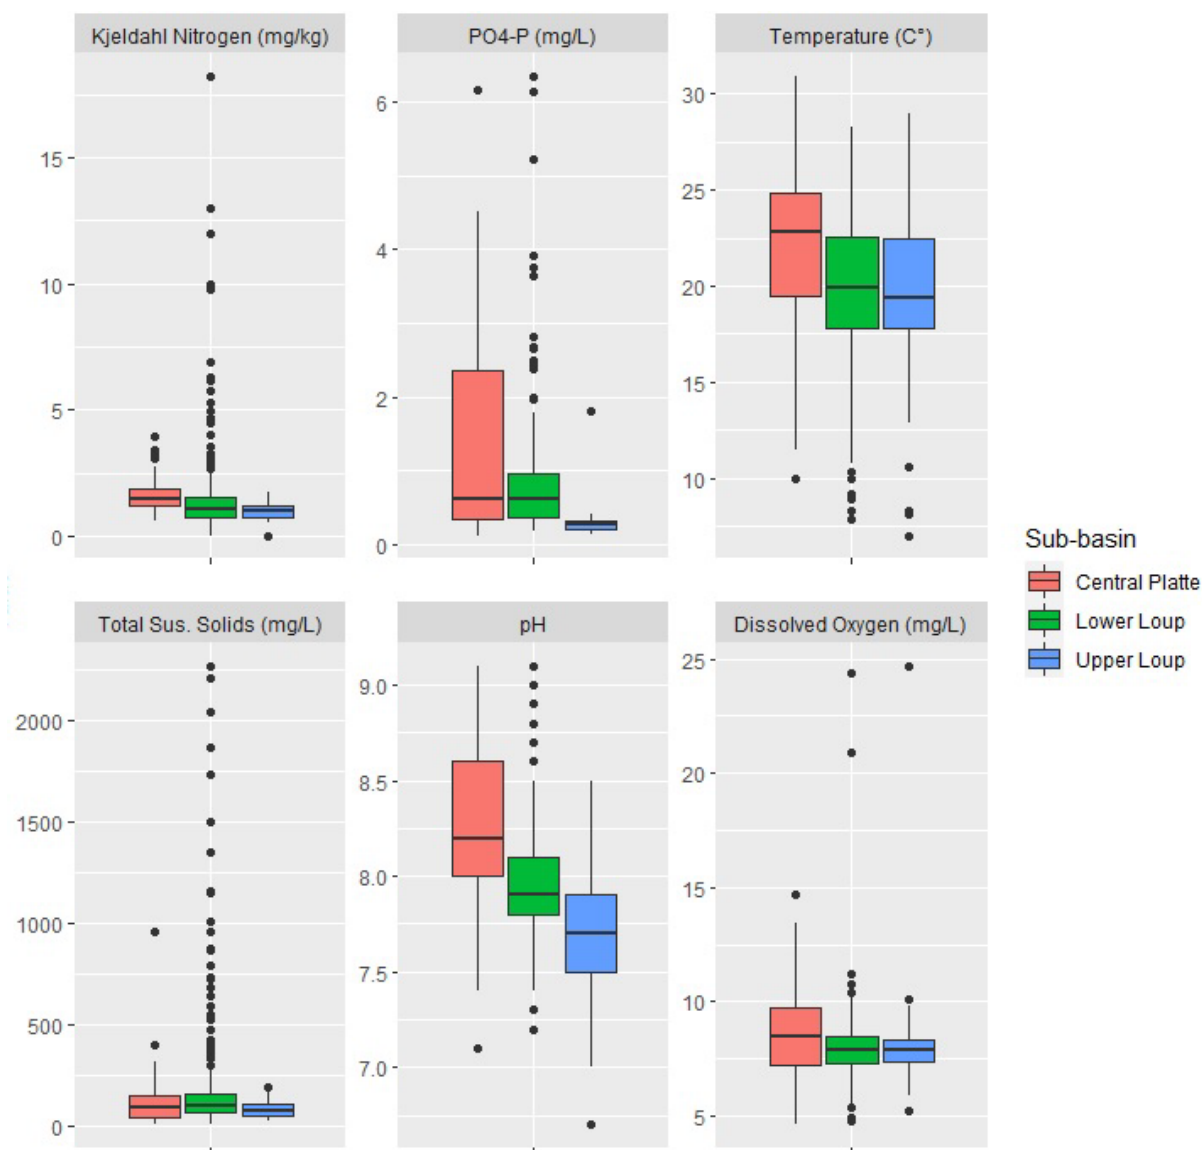 Kjeldahl Nitrogen (mg/kg)
PO4-P (mg/L)
Temperature (C°)
15
10
5
0
6
4
2
0
30
25
20
15
10
Total Sus. Solids (mg/L)
pH
Dissolved Oxygen (mg/L)
2000
1500
1000
500
0
9.0
8.5
8.0
7.5
7.0
25
20
15
10
5
Sub-basin
Central Platte
Lower Loup
Upper Loup